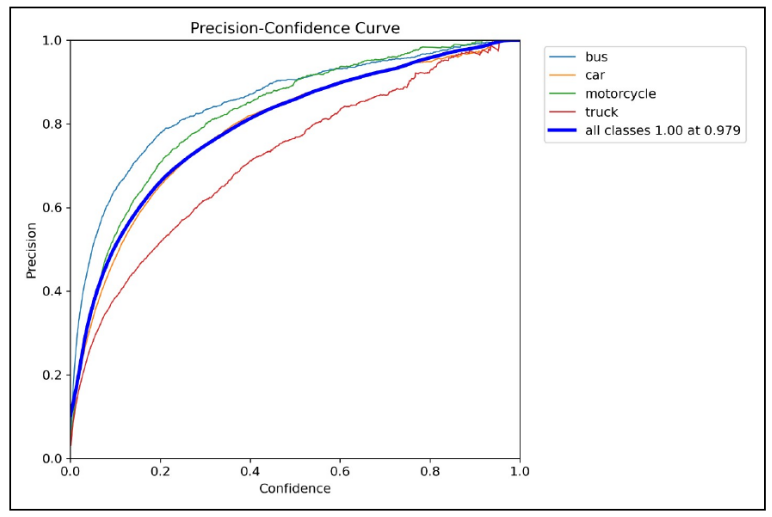 Precision-Confidence Curve
1.0
0.8
0.6
0.4
0.2
0.0
Precision
0.0 0.2 0.4 0.6 0.8 1.0
Confidence
bus
car
motorcycle
truck
all classes 1.00 at 0.979